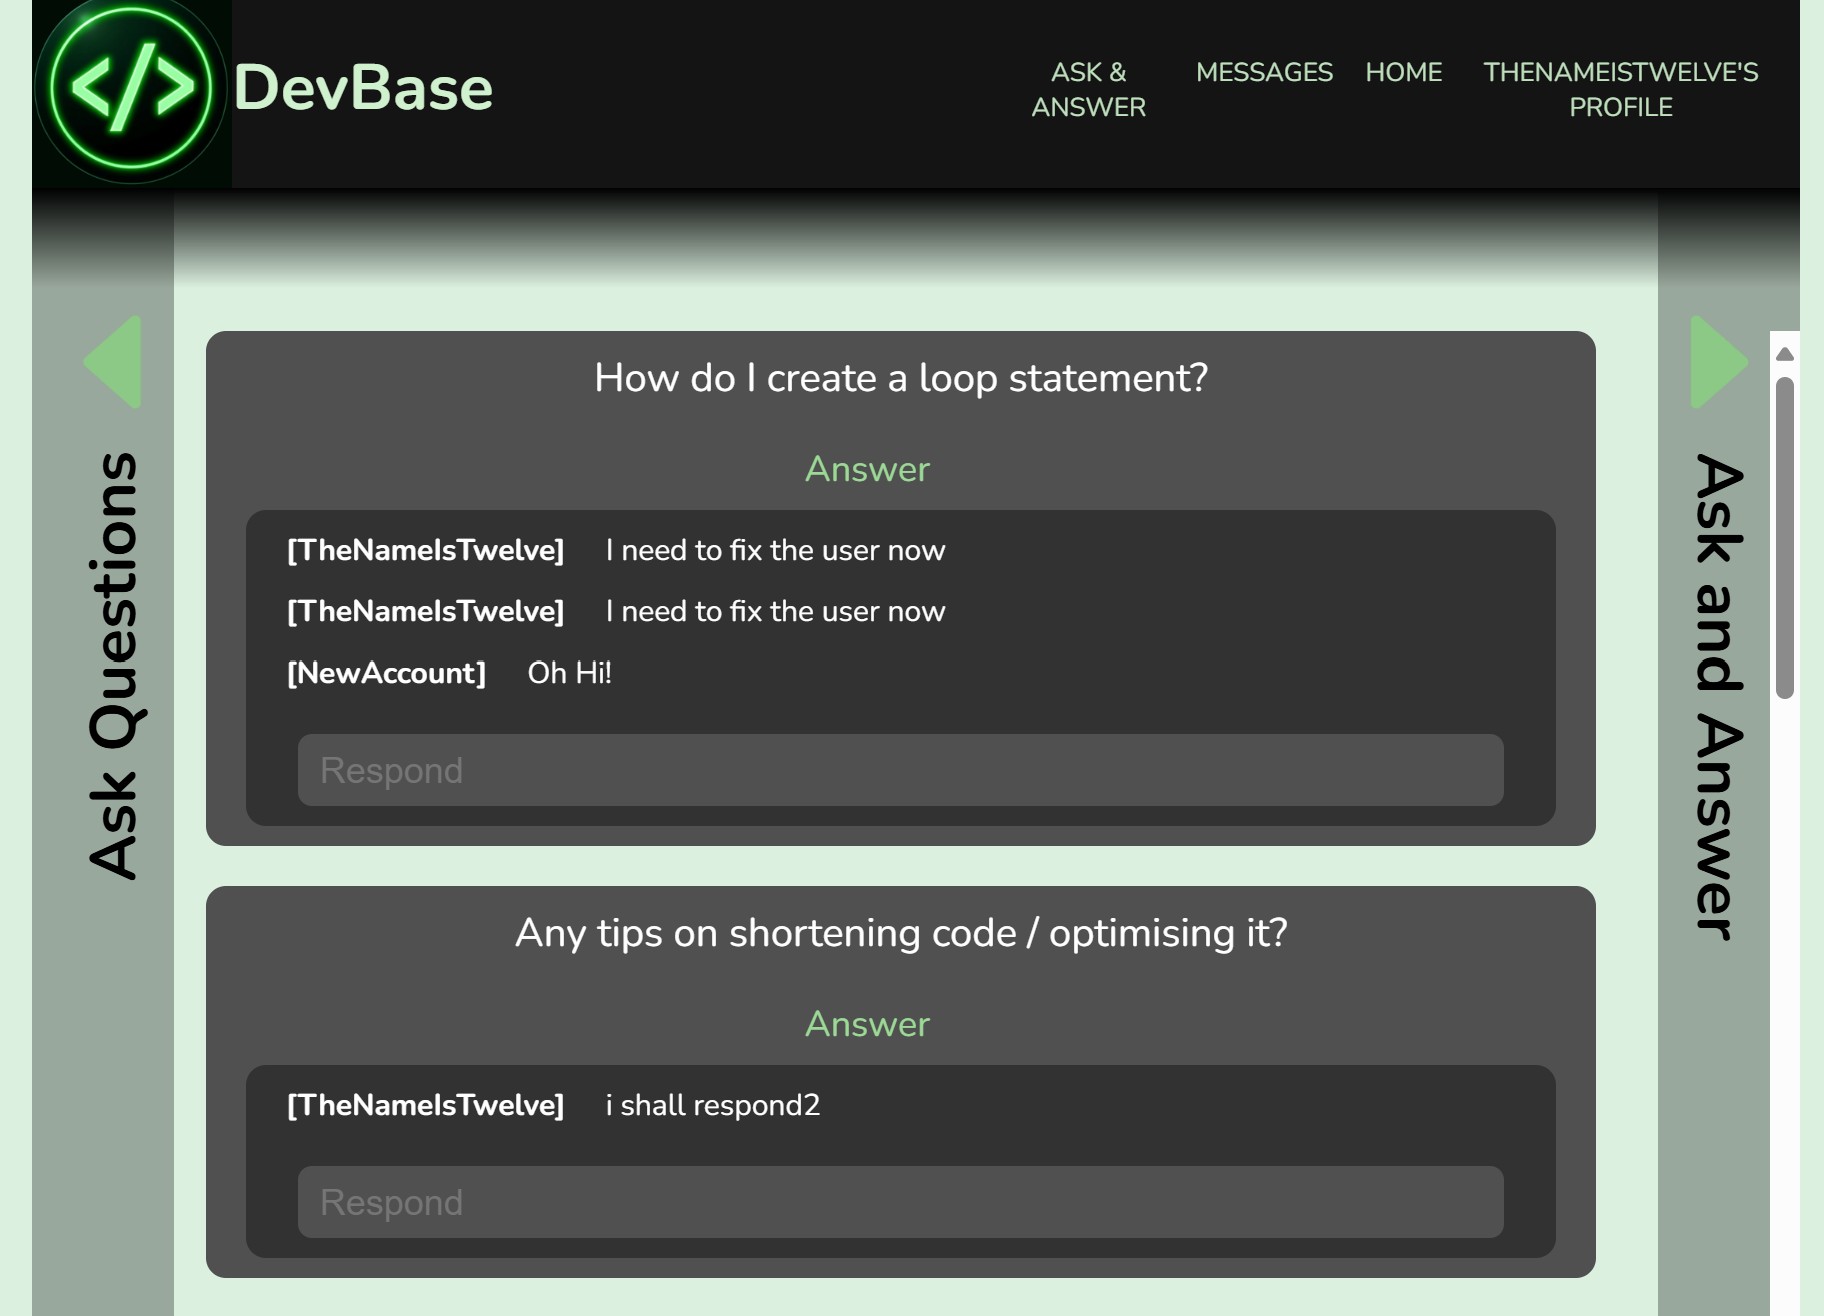 </>
DevBase
ASK &
ANSWER
MESSAGES
HOME
THENAMEISTWELVE'S
PROFILE
Ask Questions
How do I create a loop statement?
Answer
[TheNameIsTwelve] I need to fix the user now
[TheNameIsTwelve] I need to fix the user now
[NewAccount] Oh Hi!
Respond
Any tips on shortening code / optimising it?
Answer
[TheNameIsTwelve] i shall respond2
Respond
Ask and Answer